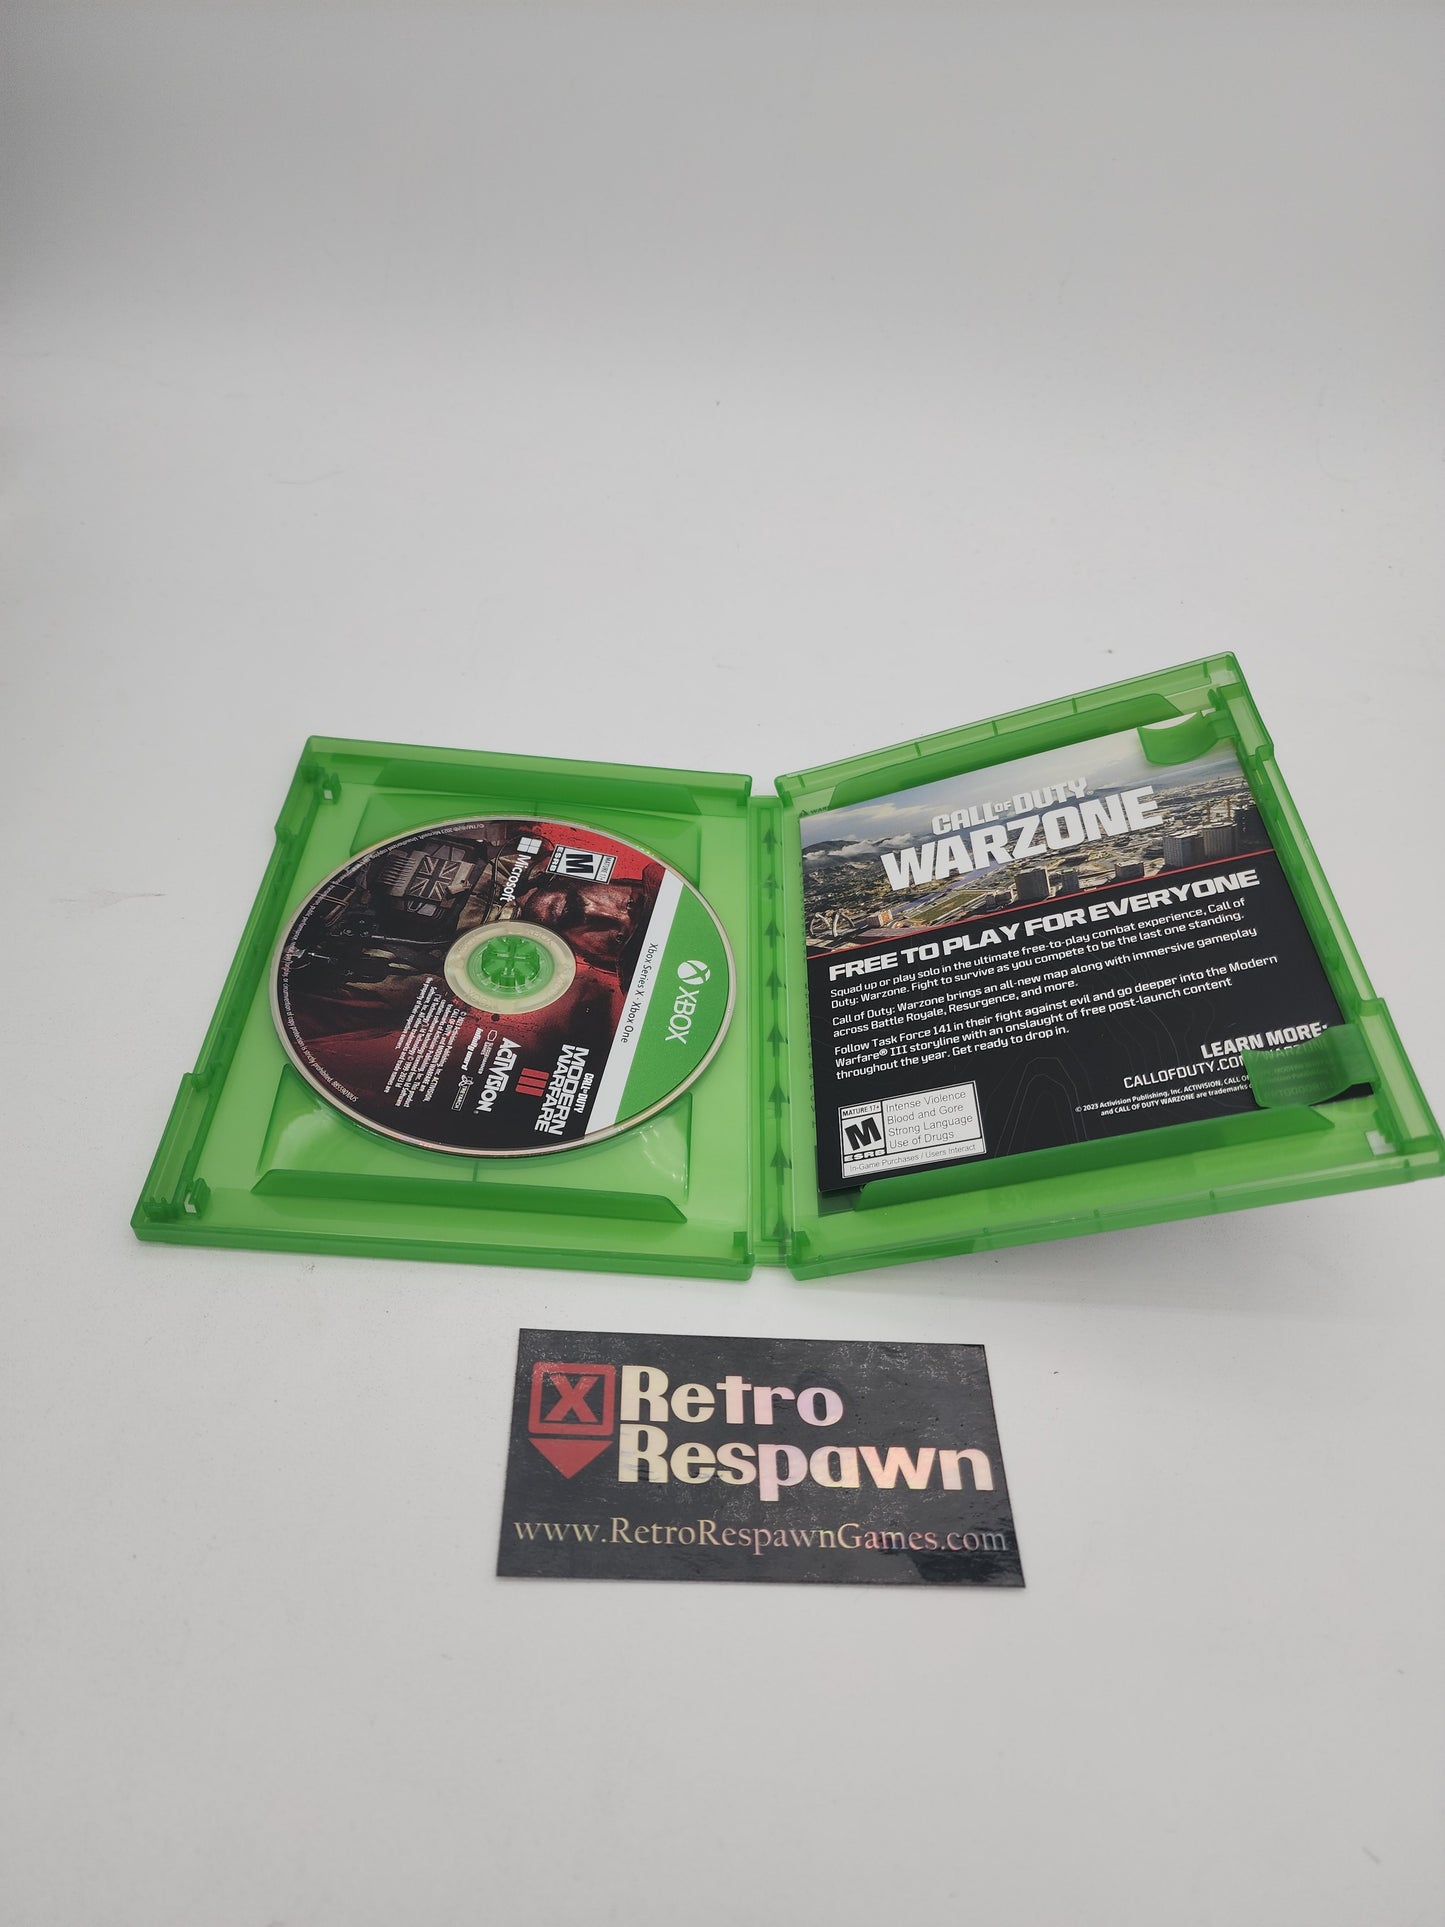 XBOX
Xbox Series X · Xbox One
MATURE 17+
M
ESRB
Microsoft
CALL OF DUTY
MODERN
WARFARE
III
ACTIVISION
CALL OF DUTY
WARZONE
FREE TO PLAY FOR EVERYONE
Squad up or play solo in the ultimate free-to-play combat experience, Call of
Duty: Warzone. Fight to survive as you compete to be the last one standing.
Call of Duty: Warzone brings an all-new map along with immersive gameplay
across Battle Royale, Resurgence, and more.
Follow Task Force 141 in their fight against evil and go deeper into the Modern
Warfare® III storyline with an onslaught of free post-launch content
throughout the year. Get ready to drop in.
LEARN MORE:
CALLOFDUTY.COM
© 2023 Activision Publishing, Inc. ACTIVISION, CALL OF
and CALL OF DUTY WARZONE are trademarks
MATURE 17+
M
ESRB
Intense Violence
Blood and Gore
Strong Language
Use of Drugs
In-Game Purchases / Users Interact
X Retro
Respawn
www.RetroRespawnGames.com